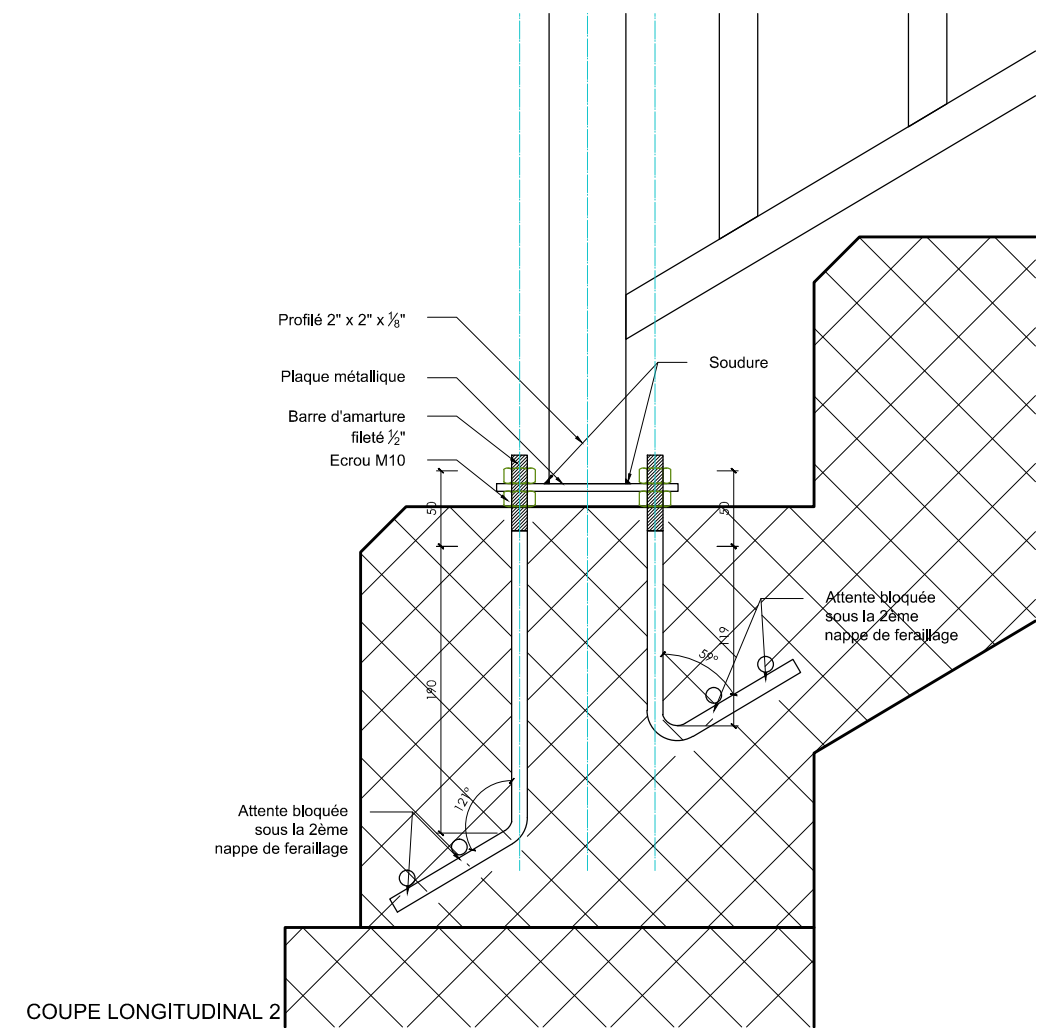 Profilé 2" x 2" x ⅛"
Soudure
Plaque métallique
Barre d'amarture
fileté ½"
Ecrou M10
50
50
Attente bloquée
sous la 2ème
nappe de feraillage
119
59°
190
121°
Attente bloquée
sous la 2ème
nappe de feraillage
COUPE LONGITUDINAL 2